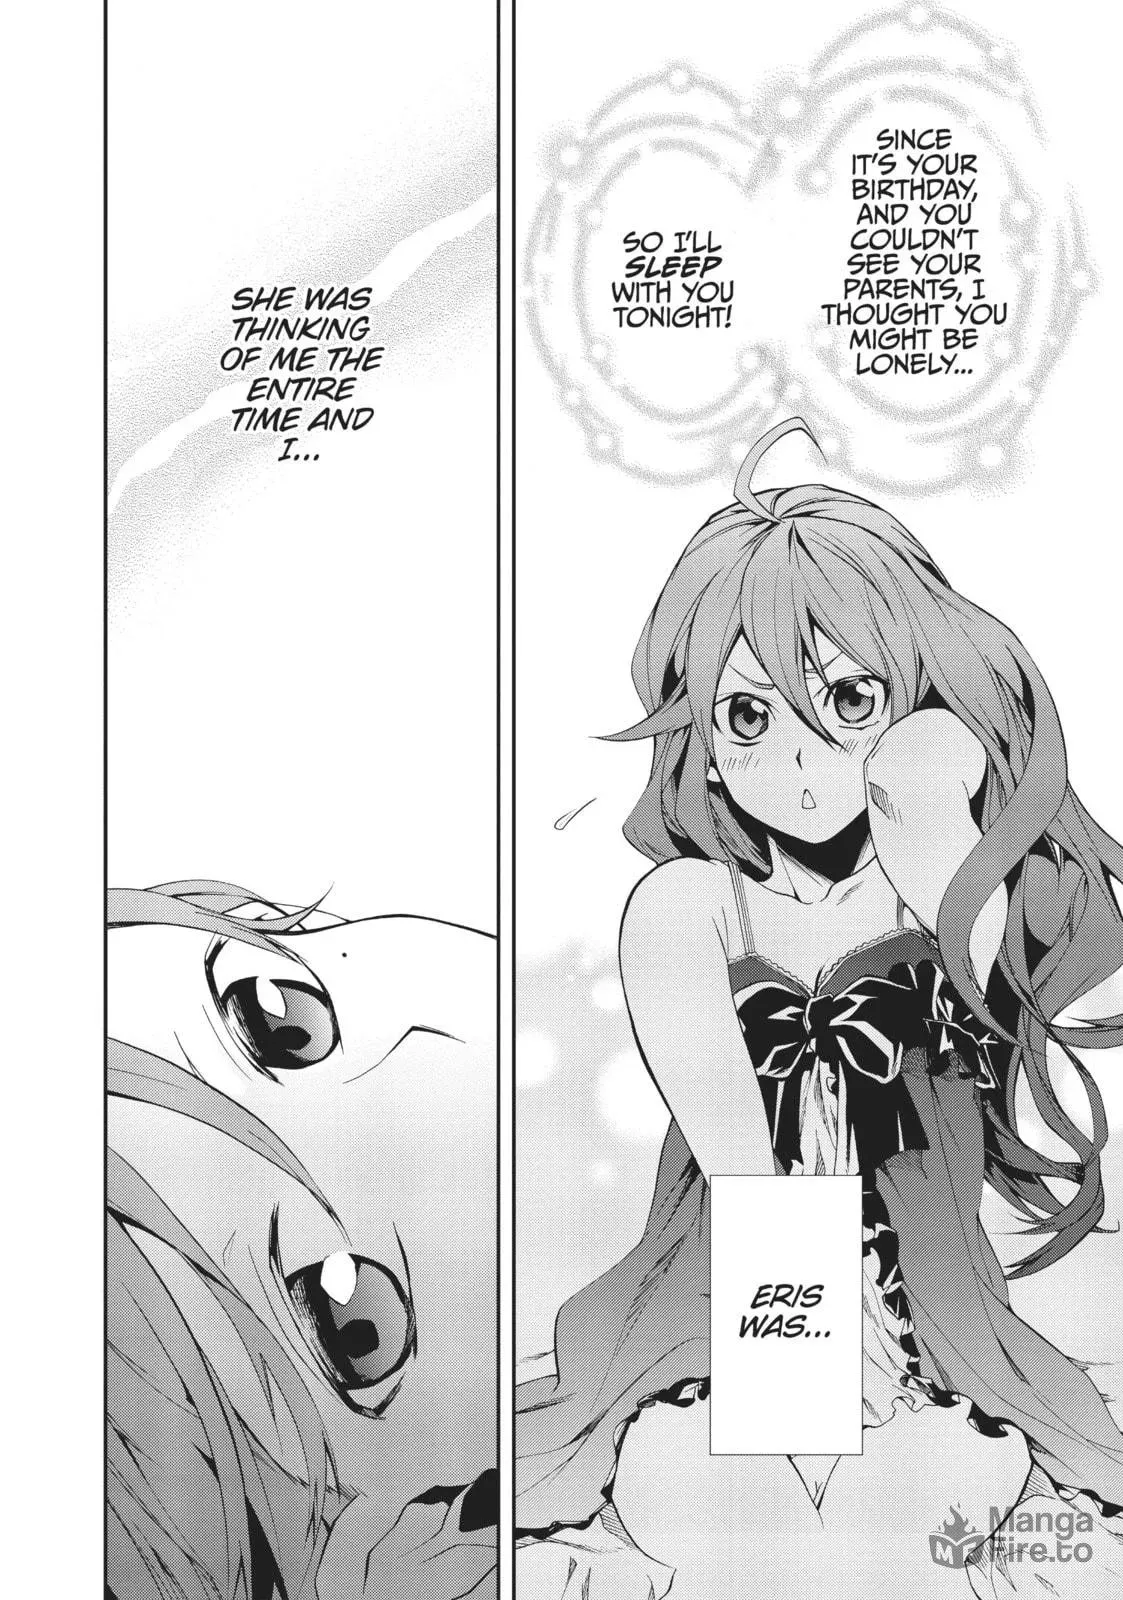 SINCE
IT'S YOUR
BIRTHDAY,
AND YOU
COULDN'T
SEE YOUR
PARENTS, I
THOUGHT YOU
MIGHT BE
LONELY...
SO I'LL
SLEEP
WITH YOU
TONIGHT!
ERIS
WAS...
SHE WAS
THINKING
OF ME THE
ENTIRE
TIME AND
I...
Manga
Fire.to